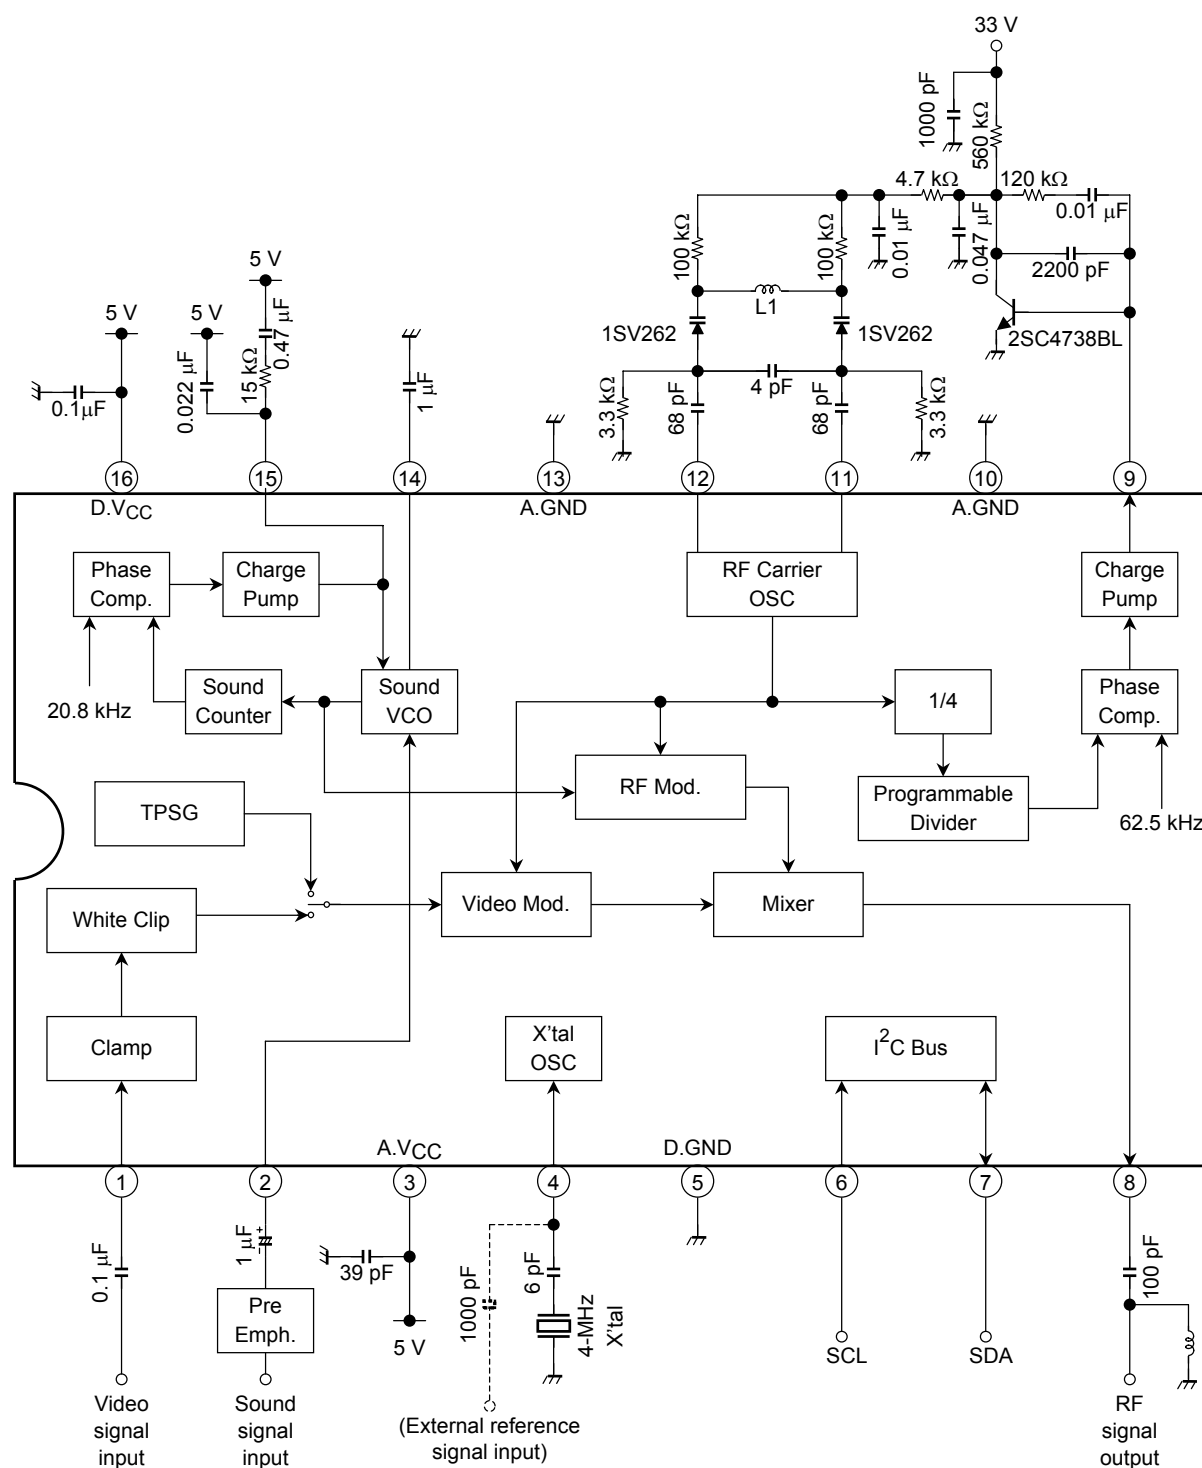 33 V
1000 pF
560 kΩ
4.7 kΩ
120 kΩ
0.01 µF
0.01 µF
0.047 µF
2200 pF
2SC4738BL
100 kΩ
100 kΩ
L1
1SV262
1SV262
4 pF
3.3 kΩ
68 pF
68 pF
3.3 kΩ
5 V
5 V
5 V
0.47 µF
15 kΩ
0.022 µF
0.1µF
1 µF
16
15
14
13
12
11
10
9
D.VCC
A.GND
A.GND
Phase
Comp.
Charge
Pump
RF Carrier
OSC
Charge
Pump
20.8 kHz
Sound
Counter
Sound
VCO
1/4
Phase
Comp.
TPSG
RF Mod.
Programmable
Divider
62.5 kHz
White Clip
Video Mod.
Mixer
Clamp
X'tal
OSC
I2C Bus
A.VCC
D.GND
1
2
3
4
5
6
7
8
0.1 µF
1 µF
+
−
39 pF
1000 pF
6 pF
4-MHz
X'tal
100 pF
Pre
Emph.
5 V
SCL
SDA
Video
signal
input
Sound
signal
input
(External reference
signal input)
RF
signal
output